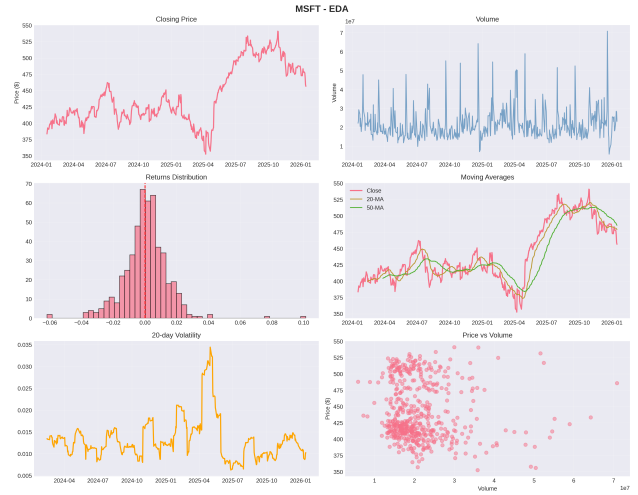 MSFT - EDA
Closing Price
Volume
1e7
550
525
500
475
450
425
400
375
350
Price ($)
2024-01 2024-04 2024-07 2024-10 2025-01 2025-04 2025-07 2025-10 2026-01
7
6
5
4
3
2
1
Volume
2024-01 2024-04 2024-07 2024-10 2025-01 2025-04 2025-07 2025-10 2026-01
Returns Distribution
Moving Averages
70
60
50
40
30
20
10
0
−0.06 −0.04 −0.02 0.00 0.02 0.04 0.06 0.08 0.10
Close
20-MA
50-MA
550
525
500
475
450
425
400
375
350
2024-01 2024-04 2024-07 2024-10 2025-01 2025-04 2025-07 2025-10 2026-01
20-day Volatility
Price vs Volume
0.035
0.030
0.025
0.020
0.015
0.010
0.005
2024-04 2024-07 2024-10 2025-01 2025-04 2025-07 2025-10 2026-01
550
525
500
475
450
425
400
375
350
Price ($)
1 2 3 4 5 6 7
Volume
1e7